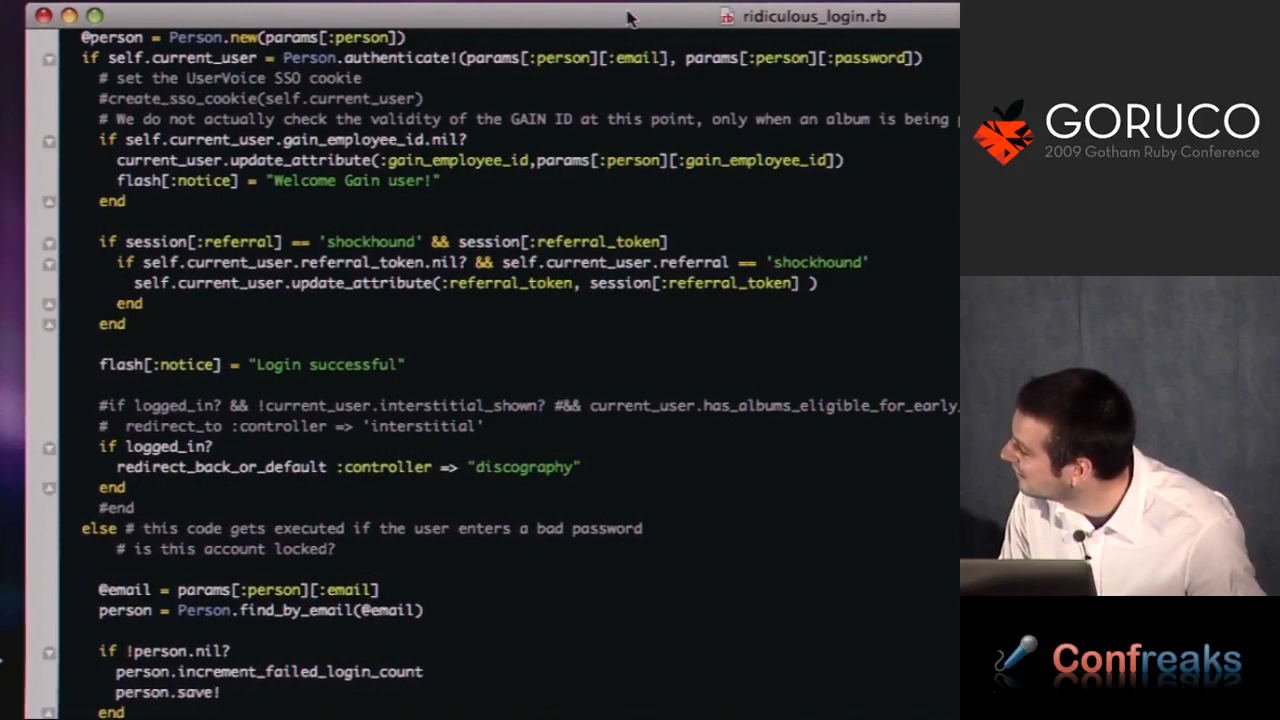 ridiculous_login.rb
@person = Person.new(params[:person])
if self.current_user = Person.authenticate!(params[:person][:email], params[:person][:password])
# set the UserVoice SSO cookie
#create_sso_cookie(self.current_user)
# We do not actually check the validity of the GAIN ID at this point, only when an album is being
if self.current_user.gain_employee_id.nil?
current_user.update_attribute(:gain_employee_id,params[:person][:gain_employee_id])
flash[:notice] = "Welcome Gain user!"
end
if session[:referral] == 'shockhound' && session[:referral_token]
if self.current_user.referral_token.nil? && self.current_user.referral == 'shockhound'
self.current_user.update_attribute(:referral_token, session[:referral_token] )
end
end
flash[:notice] = "Login successful"
#if logged_in? && !current_user.interstitial_shown? #&& current_user.has_albums_eligible_for_early_
# redirect_to :controller => 'interstitial'
if logged_in?
redirect_back_or_default :controller => "discography"
end
#end
else # this code gets executed if the user enters a bad password
# is this account locked?
@email = params[:person][:email]
person = Person.find_by_email(@email)
if !person.nil?
person.increment_failed_login_count
person.save!
end
GORUCO
2009 Gotham Ruby Conference
Confreaks